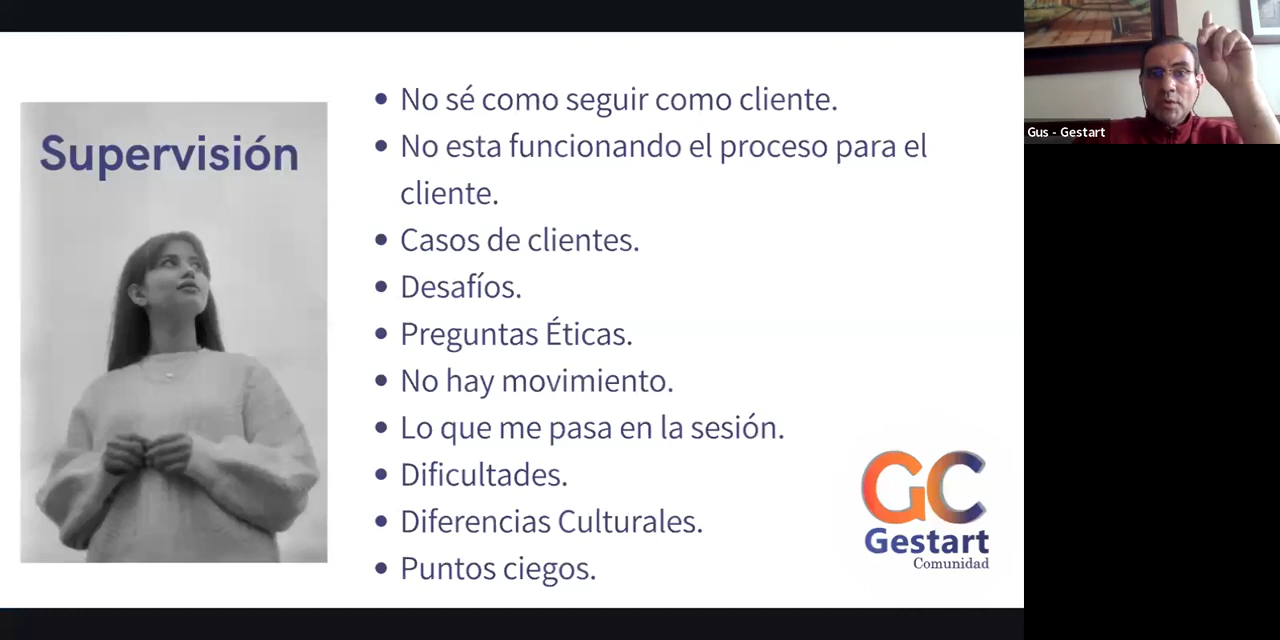 Supervisión
No sé como seguir como cliente.
No esta funcionando el proceso para el
cliente.
Casos de clientes.
Desafíos.
Preguntas Éticas.
No hay movimiento.
Lo que me pasa en la sesión.
Dificultades.
Diferencias Culturales.
Puntos ciegos.
GC
Gestart
Comunidad
Gus - Gestart